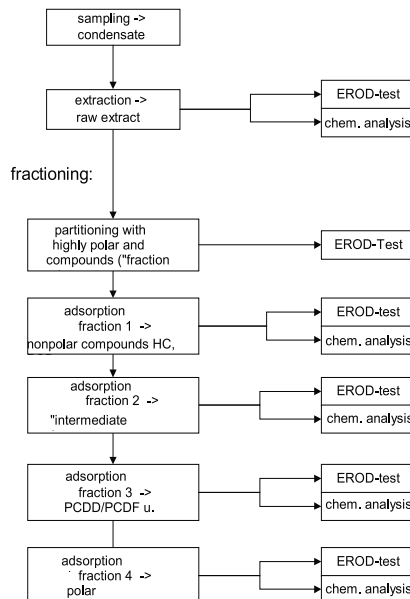 sampling ->
condensate
extraction ->
raw extract
EROD-test
chem. analysis
fractioning:
partitioning with
highly polar and
compounds ("fraction
EROD-Test
adsorption
fraction 1 ->
nonpolar compounds HC,
EROD-test
chem. analysis
adsorption
fraction 2 ->
"intermediate
EROD-test
chem. analysis
adsorption
fraction 3 ->
PCDD/PCDF u.
EROD-test
chem. analysis
adsorption
fraction 4 ->
polar
EROD-test
chem. analysis